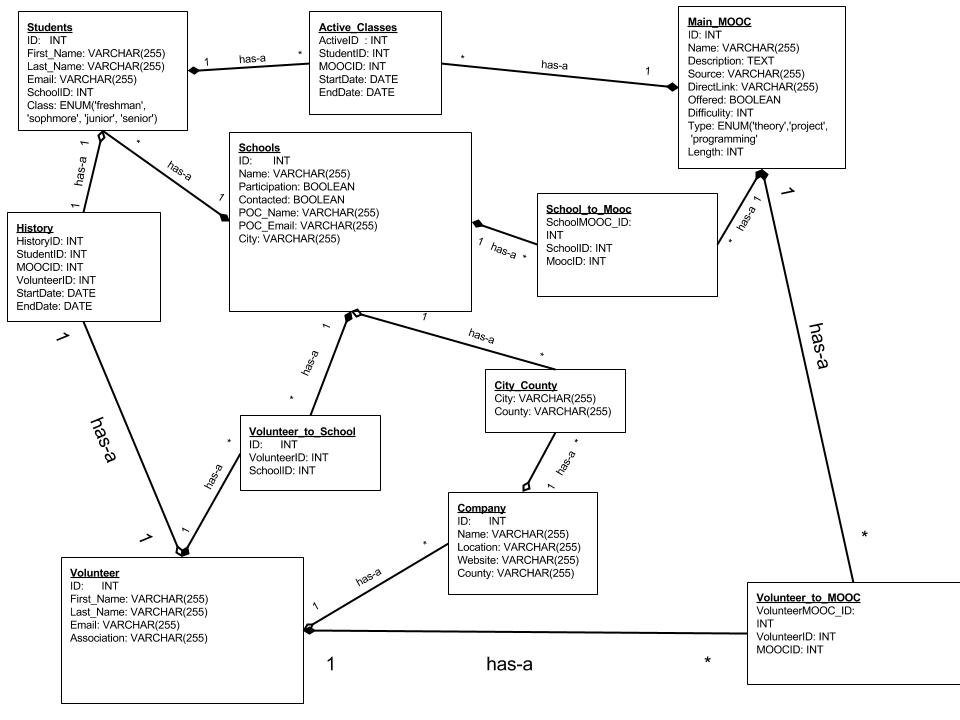 Students
ID: INT
First_Name: VARCHAR(255)
Last_Name: VARCHAR(255)
Email: VARCHAR(255)
SchoolID: INT
Class: ENUM('freshman',
'sophmore', 'junior', 'senior')
1 has-a *
Active_Classes
ActiveID : INT
StudentID: INT
MOOCID: INT
StartDate: DATE
EndDate: DATE
* has-a 1
Main_MOOC
ID: INT
Name: VARCHAR(255)
Description: TEXT
Source: VARCHAR(255)
DirectLink: VARCHAR(255)
Offered: BOOLEAN
Difficulity: INT
Type: ENUM('theory','project',
'programming'
Length: INT
1 has-a 1
* has-a 1
Schools
ID: INT
Name: VARCHAR(255)
Participation: BOOLEAN
Contacted: BOOLEAN
POC_Name: VARCHAR(255)
POC_Email: VARCHAR(255)
City: VARCHAR(255)
1 has-a *
School_to_Mooc
SchoolMOOC_ID:
INT
SchoolID: INT
MoocID: INT
* has-a 1
1 has-a *
History
HistoryID: INT
StudentID: INT
MOOCID: INT
VolunteerID: INT
StartDate: DATE
EndDate: DATE
1 has-a 1
1 has-a *
1 has-a *
City_County
City: VARCHAR(255)
County: VARCHAR(255)
Volunteer_to_School
ID: INT
VolunteerID: INT
SchoolID: INT
1 has-a *
1 has-a *
Company
ID: INT
Name: VARCHAR(255)
Location: VARCHAR(255)
Website: VARCHAR(255)
County: VARCHAR(255)
1 has-a *
Volunteer
ID: INT
First_Name: VARCHAR(255)
Last_Name: VARCHAR(255)
Email: VARCHAR(255)
Association: VARCHAR(255)
1 has-a *
Volunteer_to_MOOC
VolunteerMOOC_ID:
INT
VolunteerID: INT
MOOCID: INT